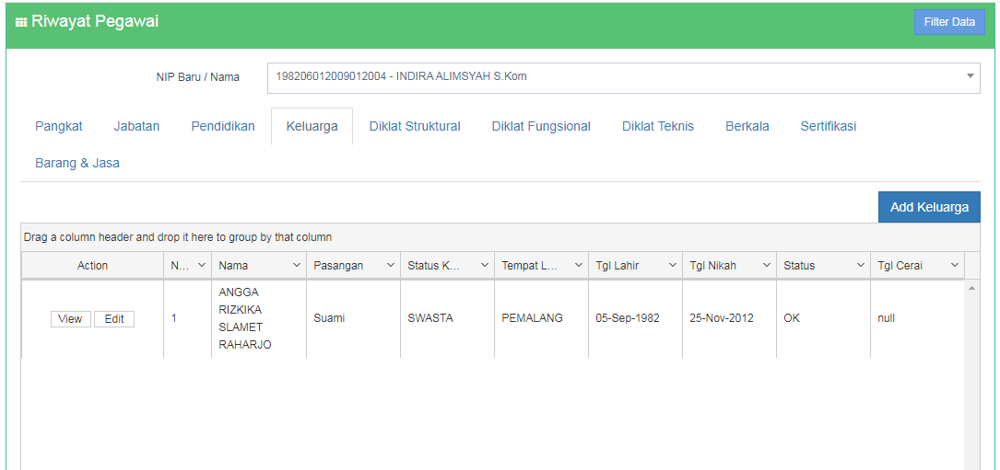 Riwayat Pegawai
Filter Data
NIP Baru / Nama
198206012009012004 - INDIRA ALIMSYAH S.Kom
Pangkat Jabatan Pendidikan Keluarga Diklat Struktural Diklat Fungsional Diklat Teknis Berkala Sertifikasi
Barang & Jasa
Add Keluarga
Drag a column header and drop it here to group by that column
Action N... Nama Pasangan Status K... Tempat L... Tgl Lahir Tgl Nikah Status Tgl Cerai
View Edit 1 ANGGA RIZKIKA SLAMET RAHARJO Suami SWASTA PEMALANG 05-Sep-1982 25-Nov-2012 OK null